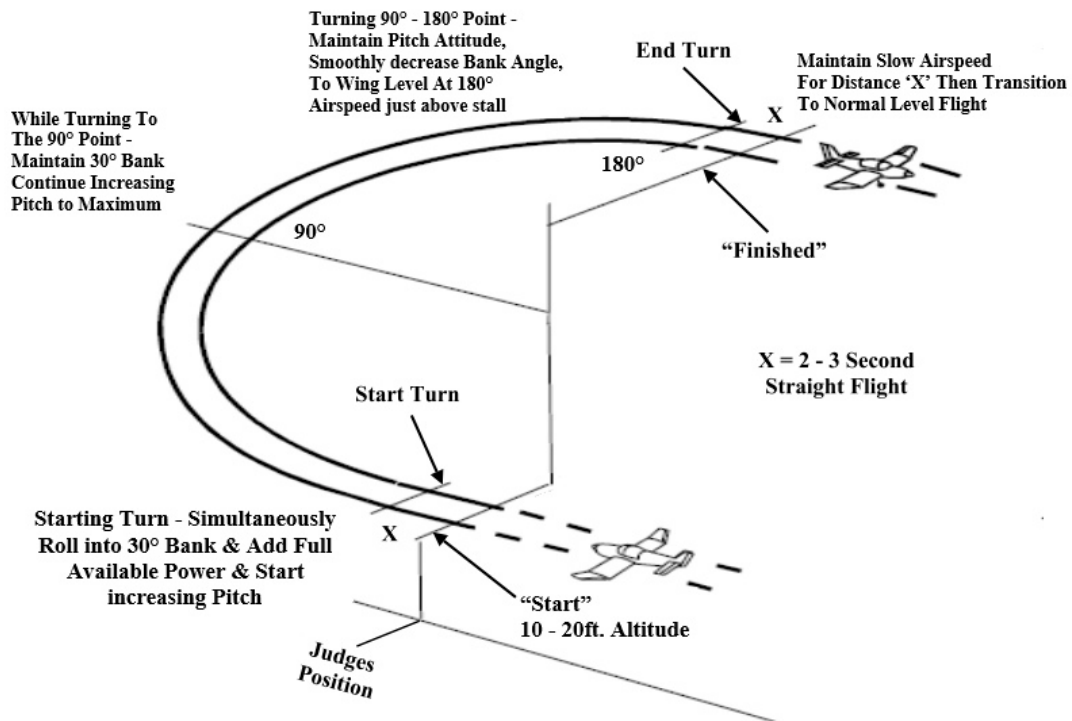 Turning 90° - 180° Point -
Maintain Pitch Attitude,
Smoothly decrease Bank Angle,
To Wing Level At 180°
Airspeed just above stall
End Turn
Maintain Slow Airspeed
For Distance ‘X’ Then Transition
To Normal Level Flight
X
While Turning To
The 90° Point -
Maintain 30° Bank
Continue Increasing
Pitch to Maximum
180°
90°
“Finished”
X = 2 - 3 Second
Straight Flight
Start Turn
Starting Turn - Simultaneously
Roll into 30° Bank & Add Full
Available Power & Start
increasing Pitch
X
“Start”
10 - 20ft. Altitude
Judges
Position